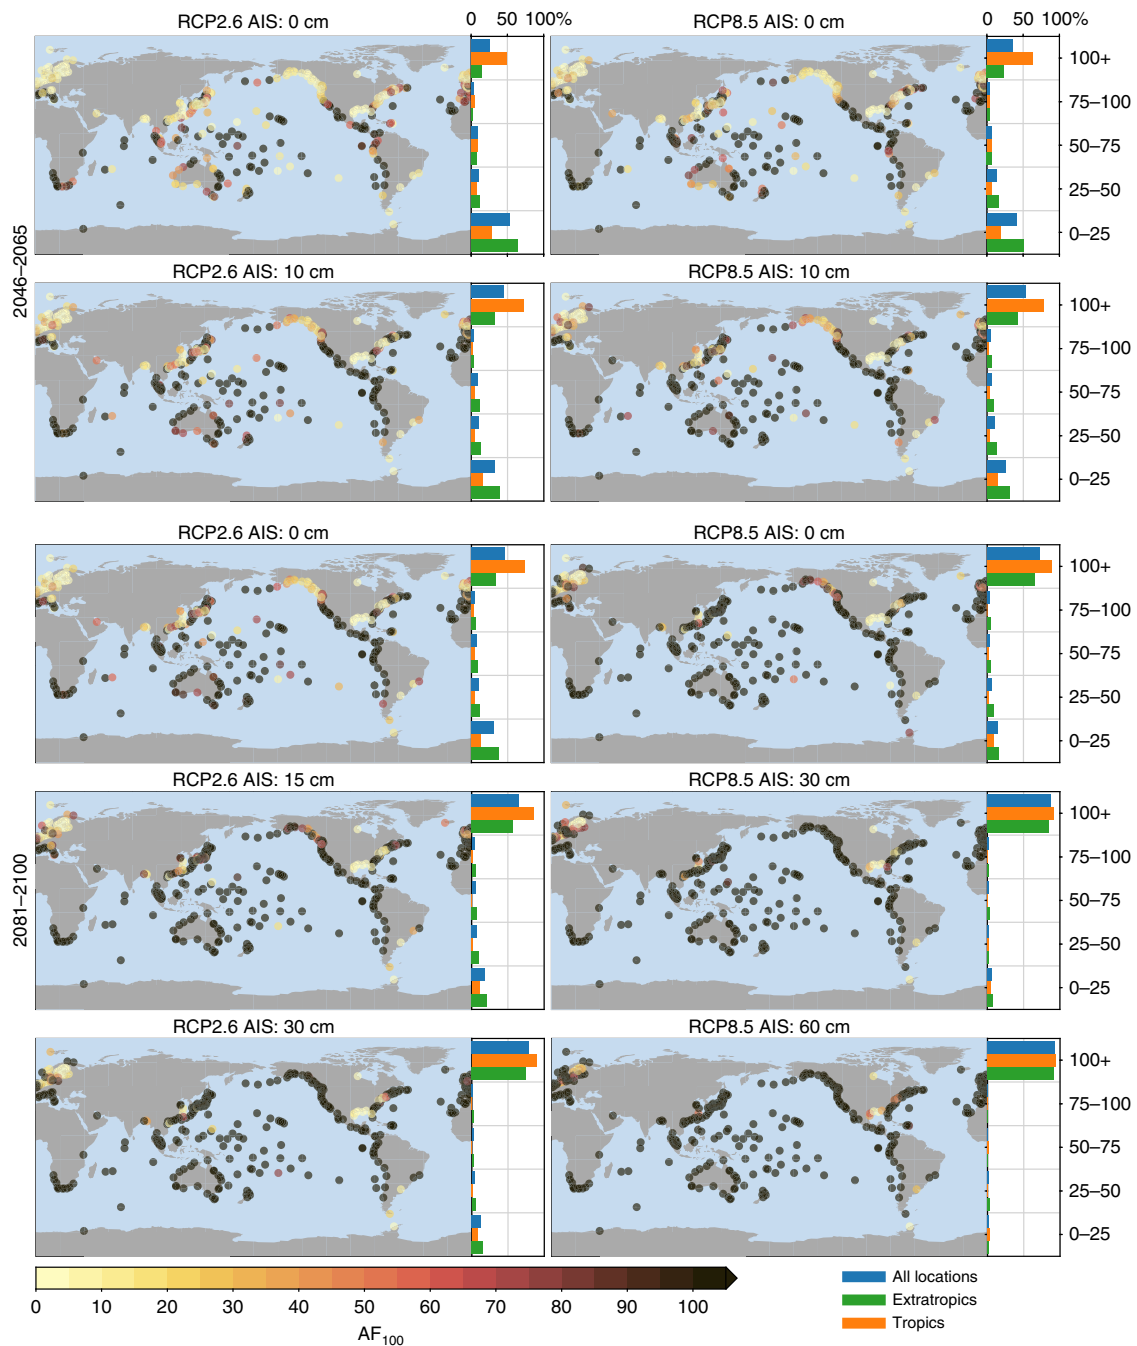 RCP2.6 AIS: 0 cm
0 50 100%
RCP8.5 AIS: 0 cm
0 50 100%
100+
75–100
50–75
25–50
0–25
2046–2065
RCP2.6 AIS: 10 cm
RCP8.5 AIS: 10 cm
100+
75–100
50–75
25–50
0–25
RCP2.6 AIS: 0 cm
RCP8.5 AIS: 0 cm
100+
75–100
50–75
25–50
0–25
2081–2100
RCP2.6 AIS: 15 cm
RCP8.5 AIS: 30 cm
100+
75–100
50–75
25–50
0–25
RCP2.6 AIS: 30 cm
RCP8.5 AIS: 60 cm
100+
75–100
50–75
25–50
0–25
0 10 20 30 40 50 60 70 80 90 100
AF100
All locations
Extratropics
Tropics